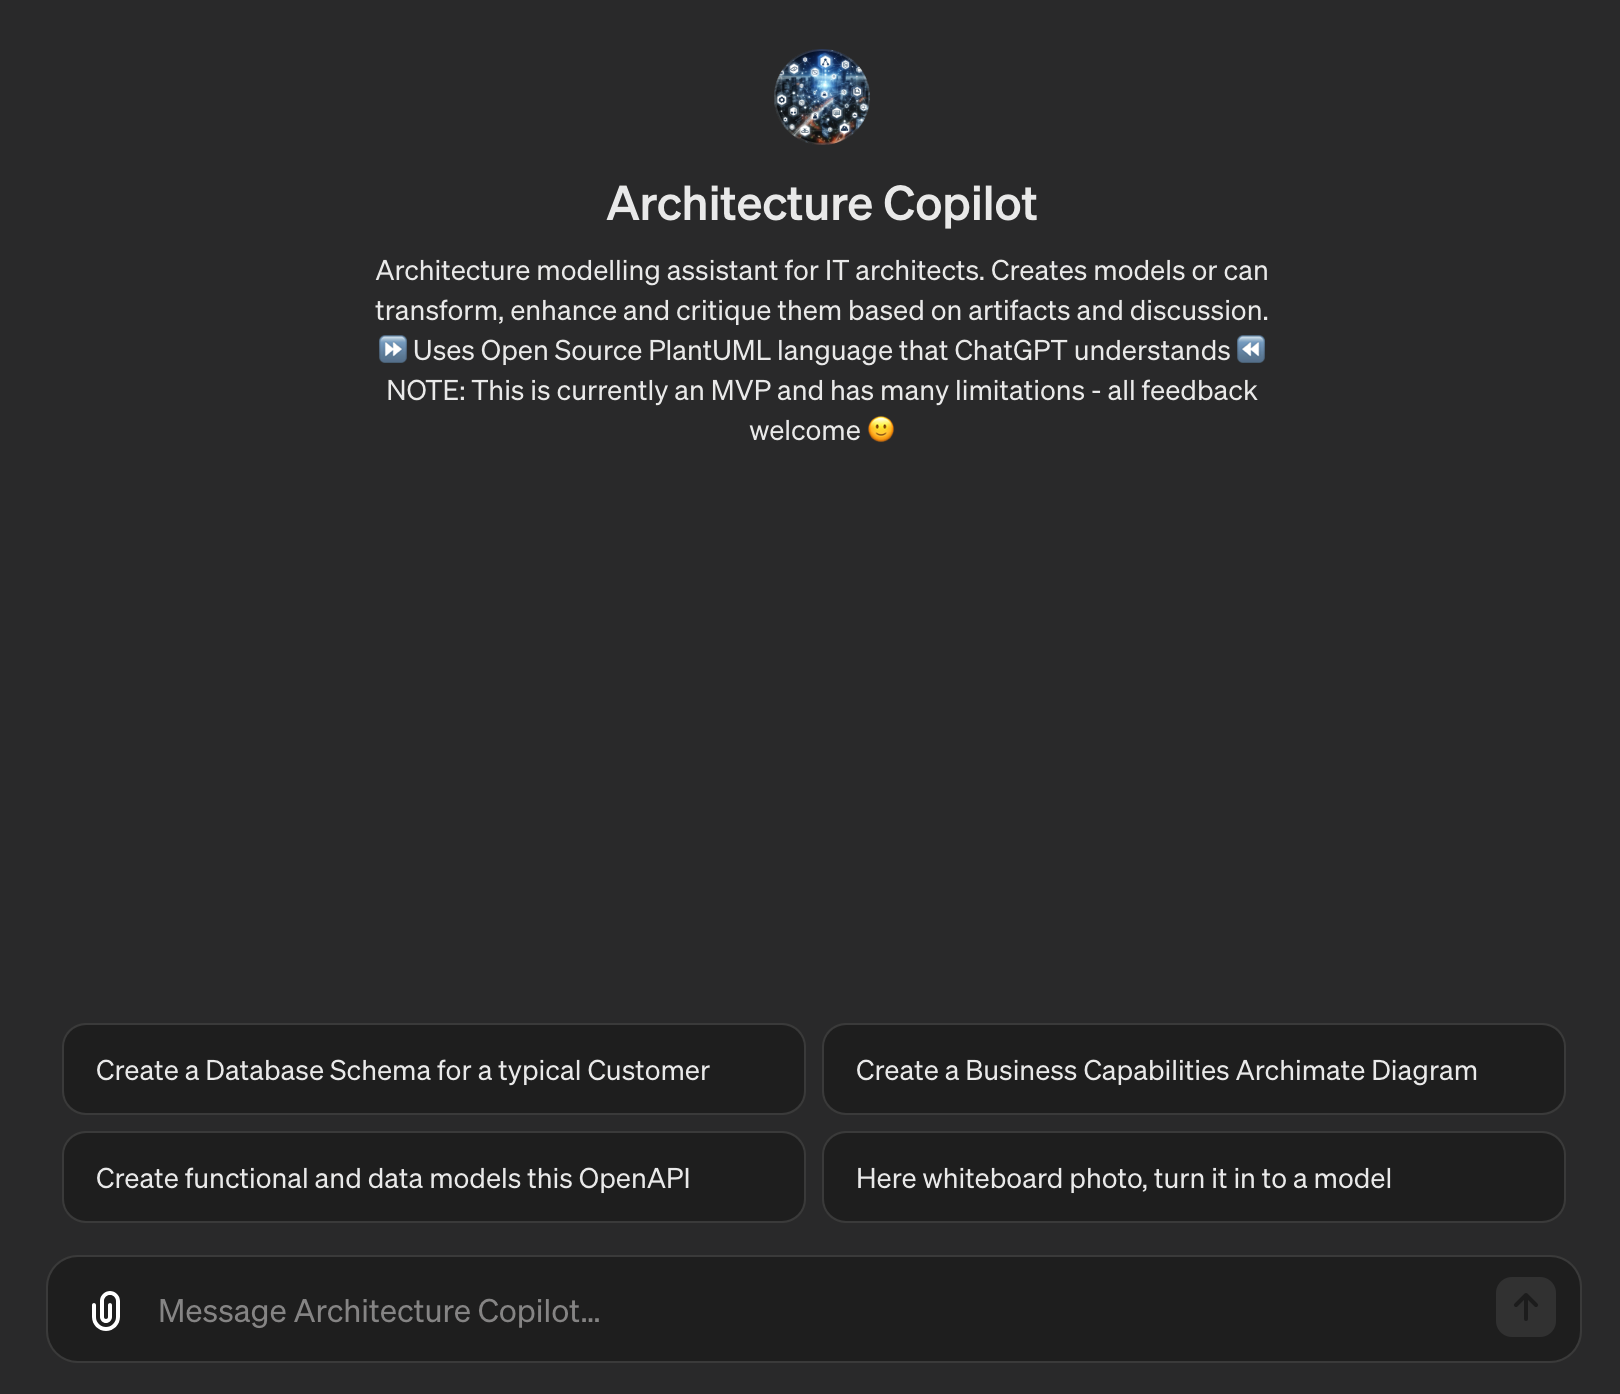 Architecture Copilot
Architecture modelling assistant for IT architects. Creates models or can
transform, enhance and critique them based on artifacts and discussion.
⏩ Uses Open Source PlantUML language that ChatGPT understands ⏪
NOTE: This is currently an MVP and has many limitations - all feedback
welcome 🙂
Create a Database Schema for a typical Customer
Create a Business Capabilities Archimate Diagram
Create functional and data models this OpenAPI
Here whiteboard photo, turn it in to a model
Message Architecture Copilot...